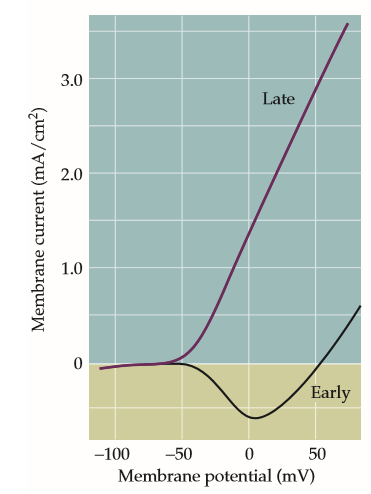 Membrane current (mA/cm²)
3.0
2.0
1.0
0
Late
Early
–100
–50
0
50
Membrane potential (mV)